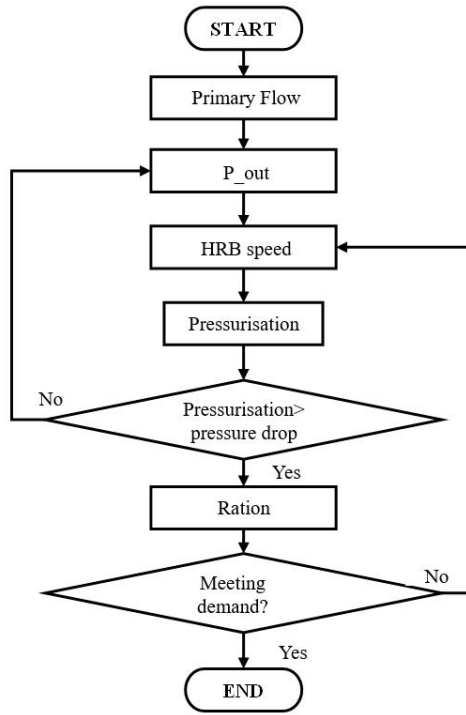 START
Primary Flow
P_out
HRB speed
Pressurisation
No
Pressurisation>
pressure drop
Yes
Ration
Meeting
demand?
No
Yes
END